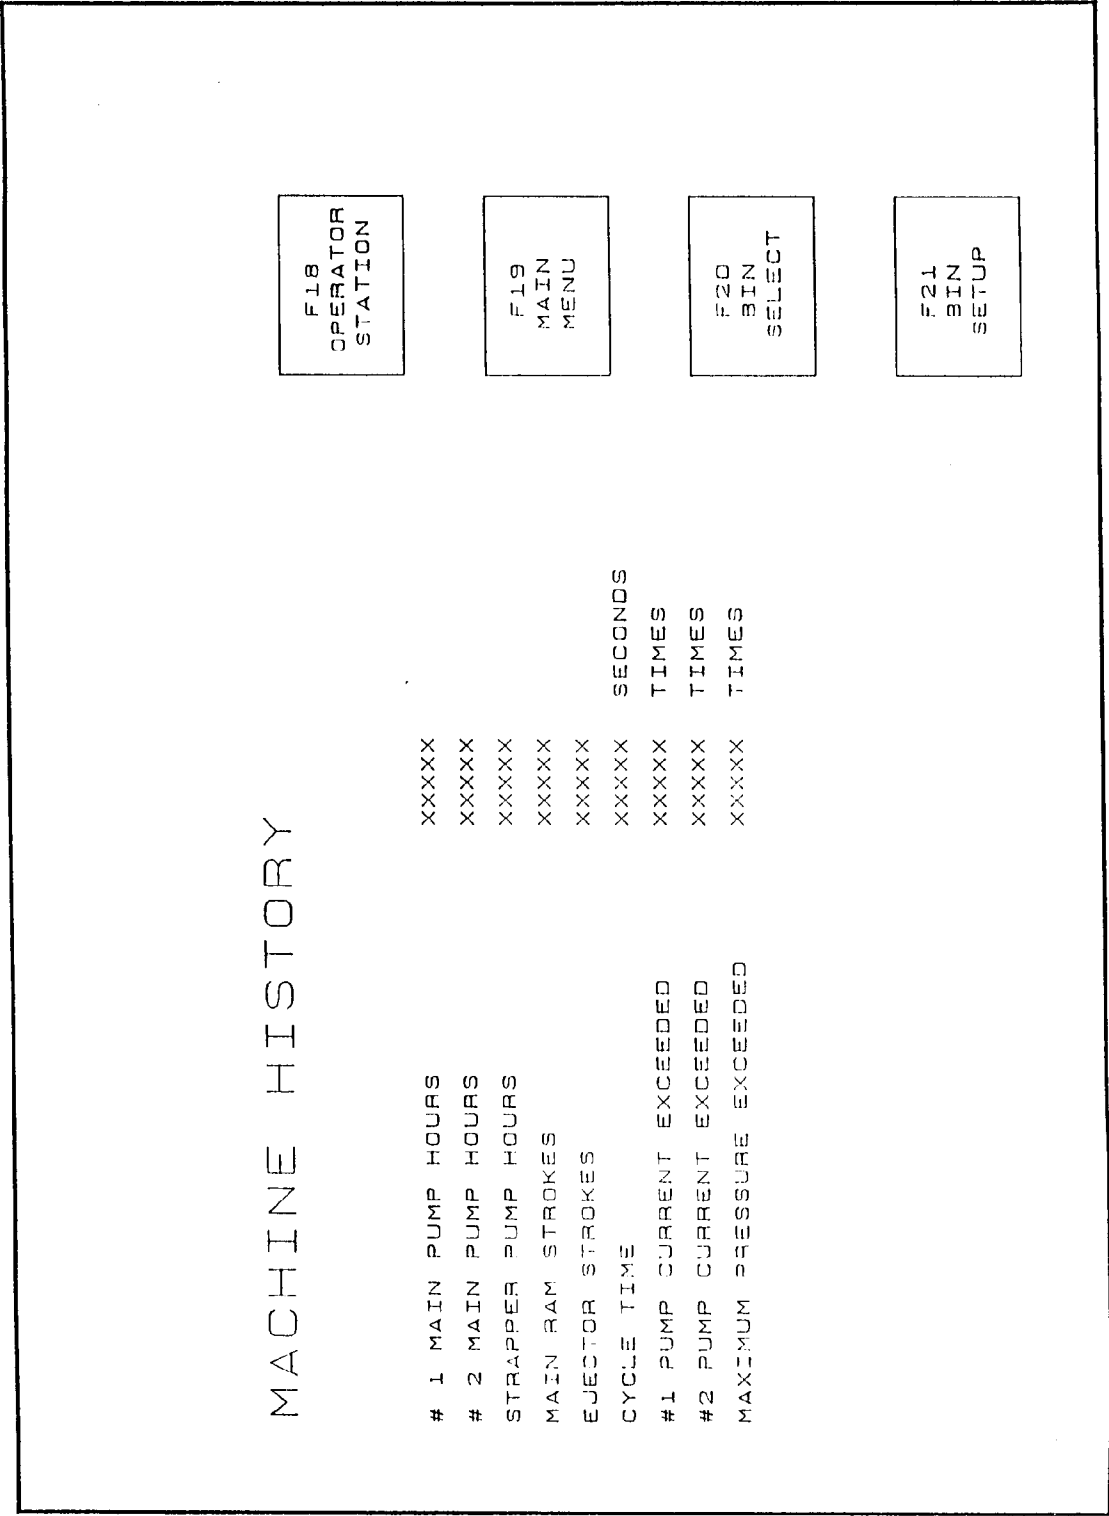 MACHINE HISTORY
# 1 MAIN PUMP HOURS XXXXX
# 2 MAIN PUMP HOURS XXXXX
STRAPPER PUMP HOURS XXXXX
MAIN RAM STROKES XXXXX
EJECTOR STROKES XXXXX
CYCLE TIME XXXXX SECONDS
#1 PUMP CURRENT EXCEEDED XXXXX TIMES
#2 PUMP CURRENT EXCEEDED XXXXX TIMES
MAXIMUM PRESSURE EXCEEDED XXXXX TIMES
F18
OPERATOR
STATION
F19
MAIN
MENU
F20
BIN
SELECT
F21
BIN
SETUP